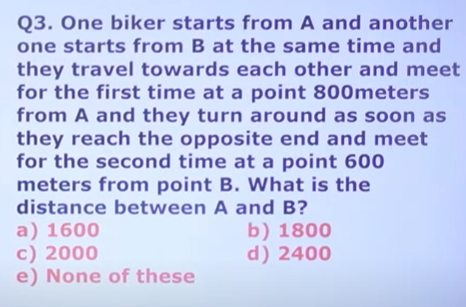 Q3. One biker starts from A and another
one starts from B at the same time and
they travel towards each other and meet
for the first time at a point 800meters
from A and they turn around as soon as
they reach the opposite end and meet
for the second time at a point 600
meters from point B. What is the
distance between A and B?
a) 1600 b) 1800
c) 2000 d) 2400
e) None of these